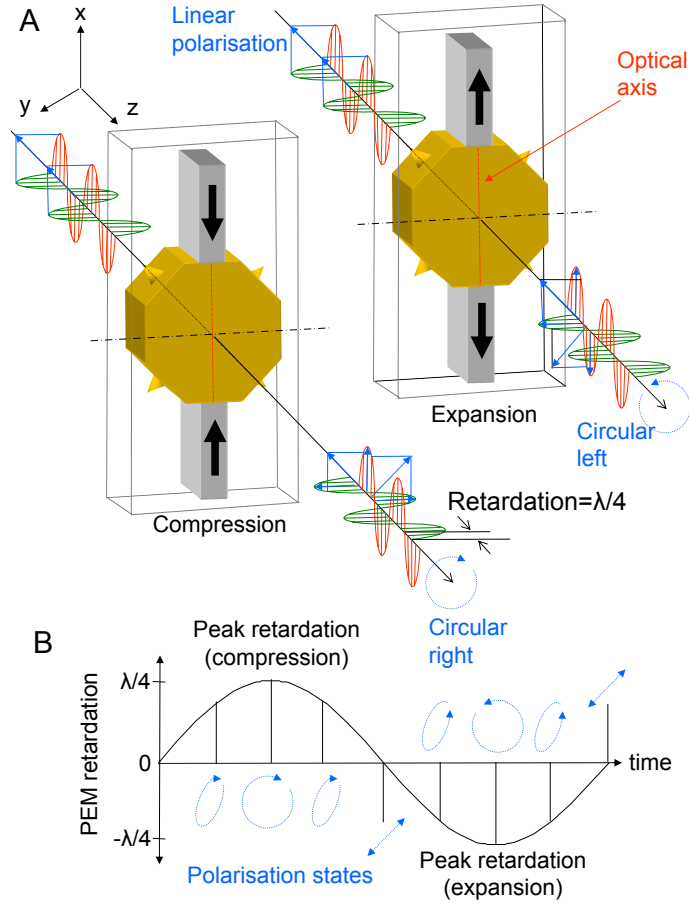 A
x
y
z
Linear
polarisation
Optical
axis
Compression
Expansion
Circular
left
Retardation=λ/4
Circular
right
B
Peak retardation
(compression)
PEM retardation
λ/4
0
-λ/4
time
Polarisation states
Peak retardation
(expansion)